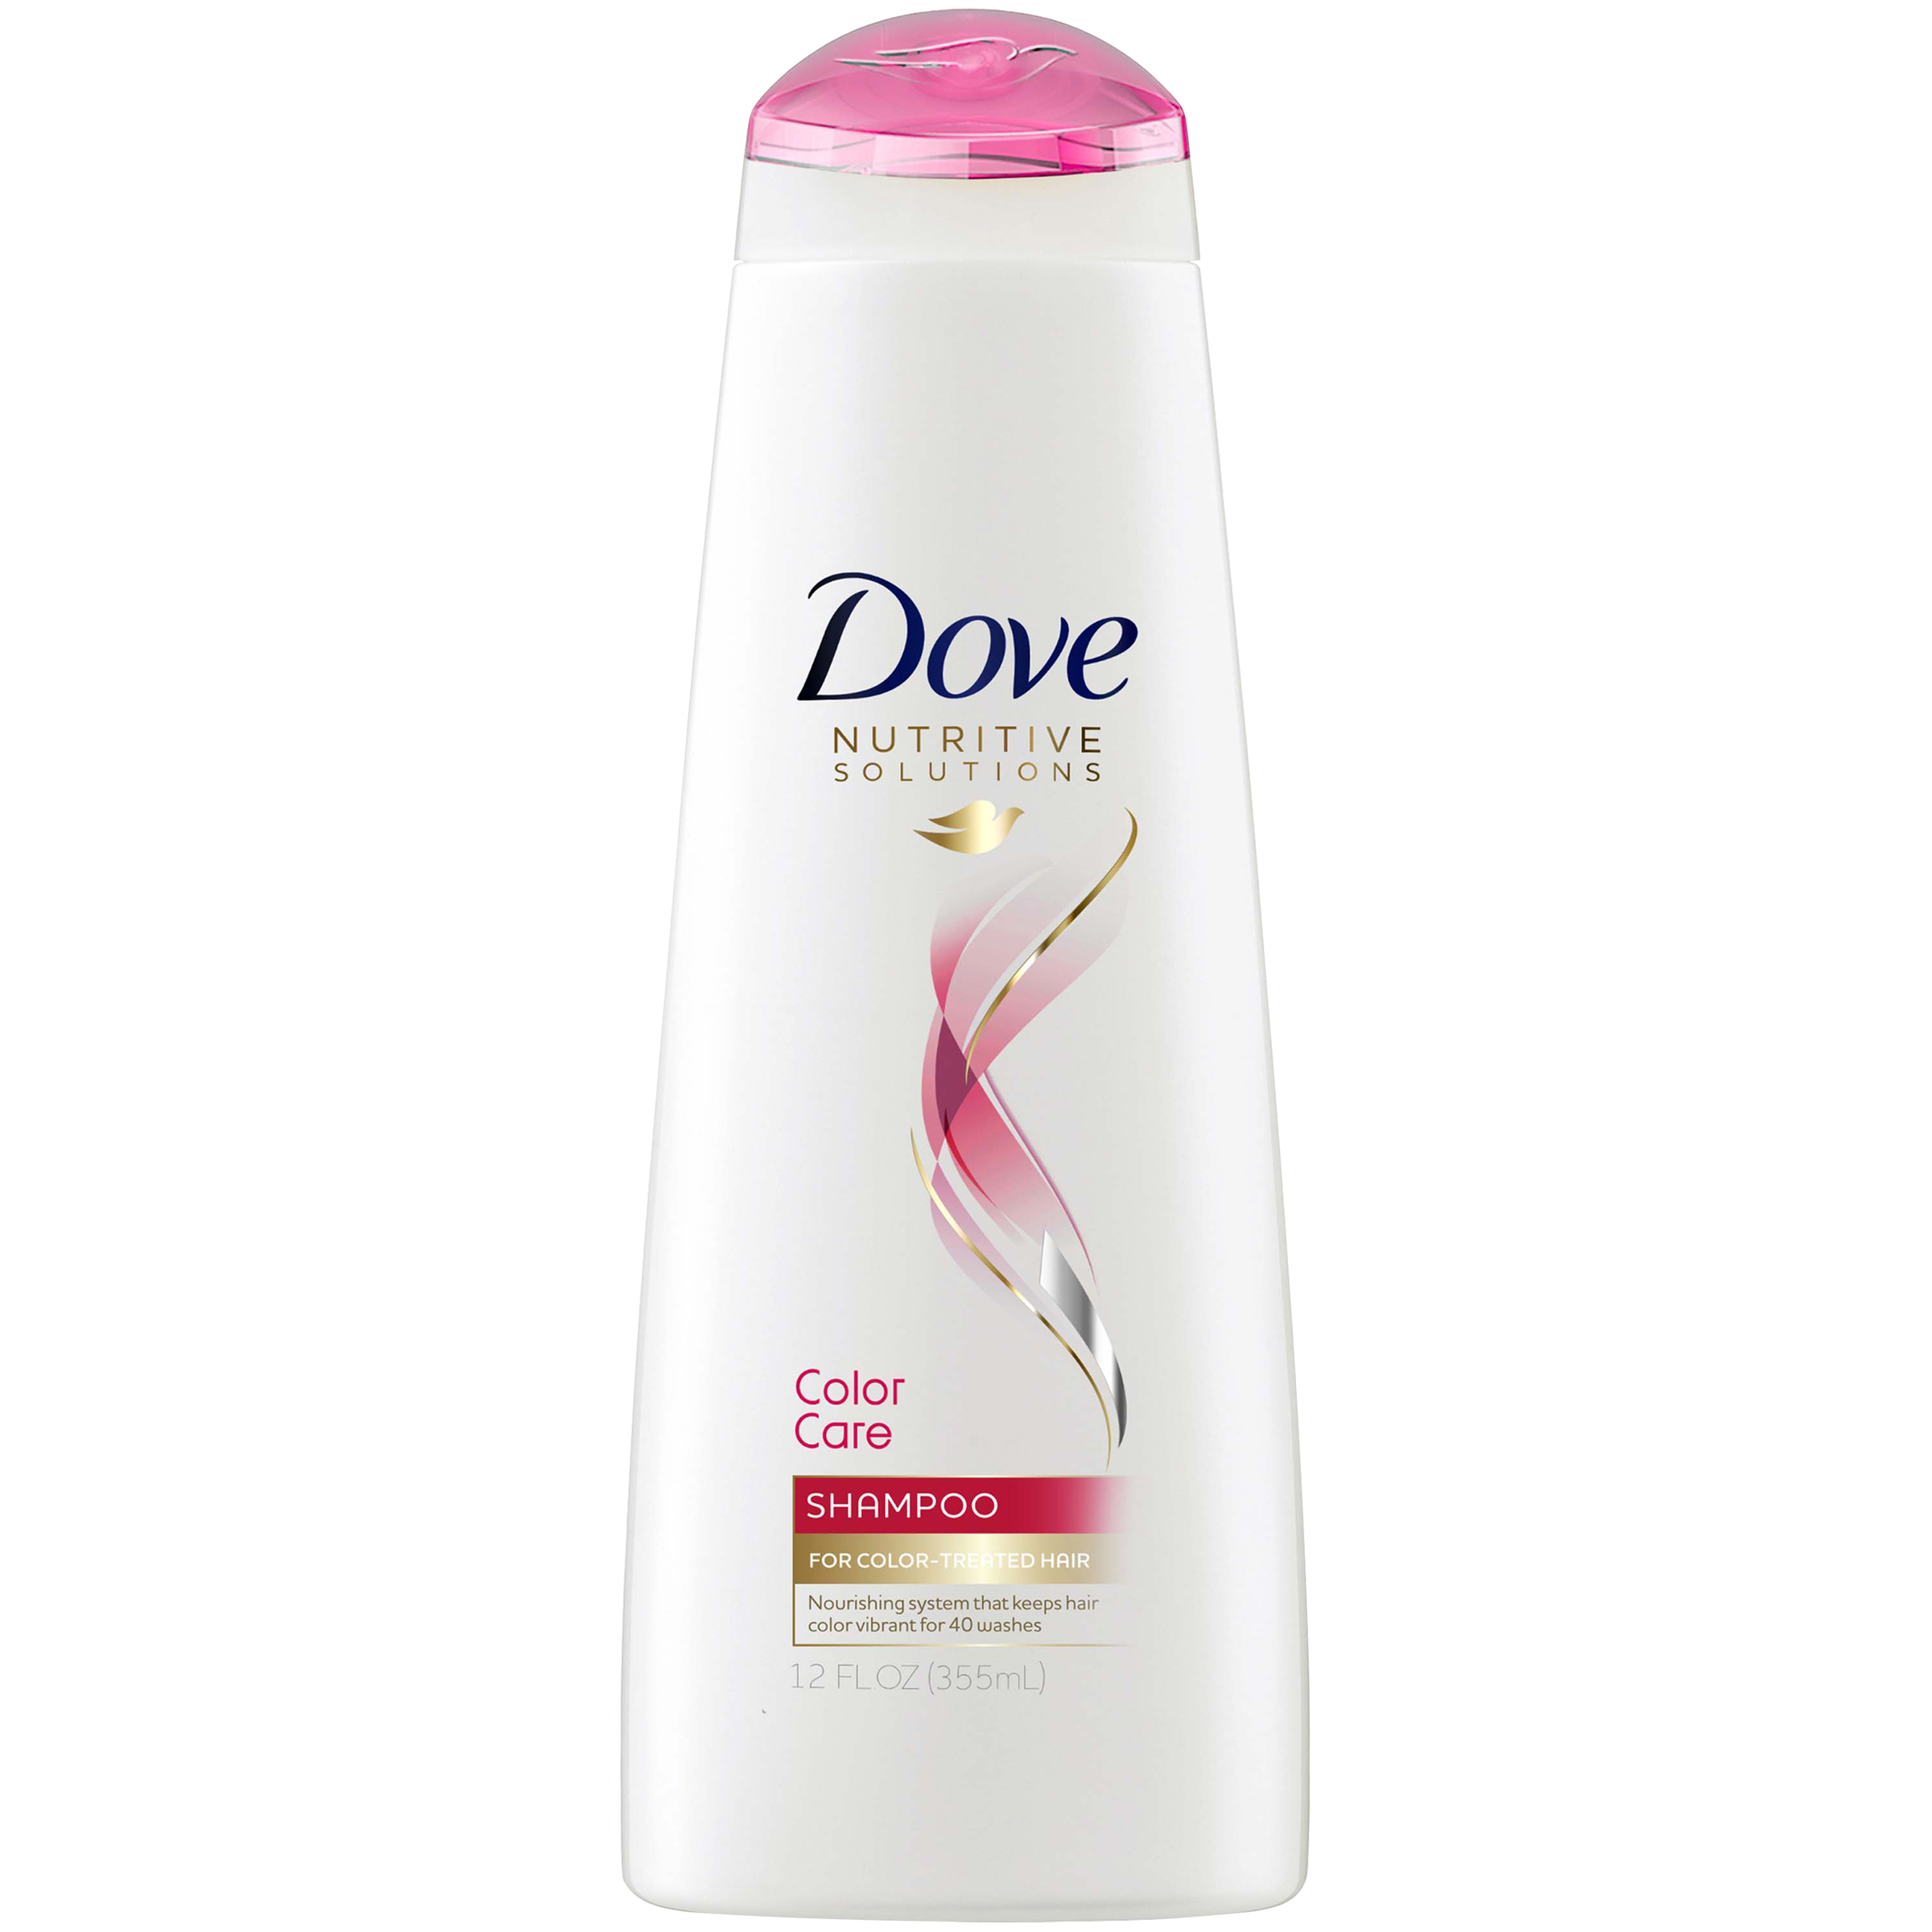 Dove
NUTRITIVE
SOLUTIONS
Color
Care
SHAMPOO
FOR COLOR-TREATED HAIR
Nourishing system that keeps hair
color vibrant for 40 washes
12 FL.OZ (355mL)